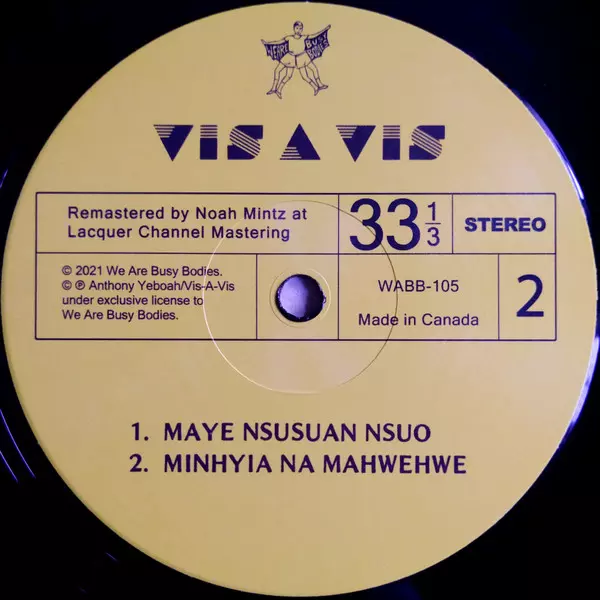 WE ARE BUSY BODIES
VIS A VIS
Remastered by Noah Mintz at
Lacquer Channel Mastering
33 1/3
STEREO
© 2021 We Are Busy Bodies.
© ℗ Anthony Yeboah/Vis-A-Vis
under exclusive license to
We Are Busy Bodies.
WABB-105
Made in Canada
2
1. MAYE NSUSUAN NSUO
2. MINHYIA NA MAHWEHWE